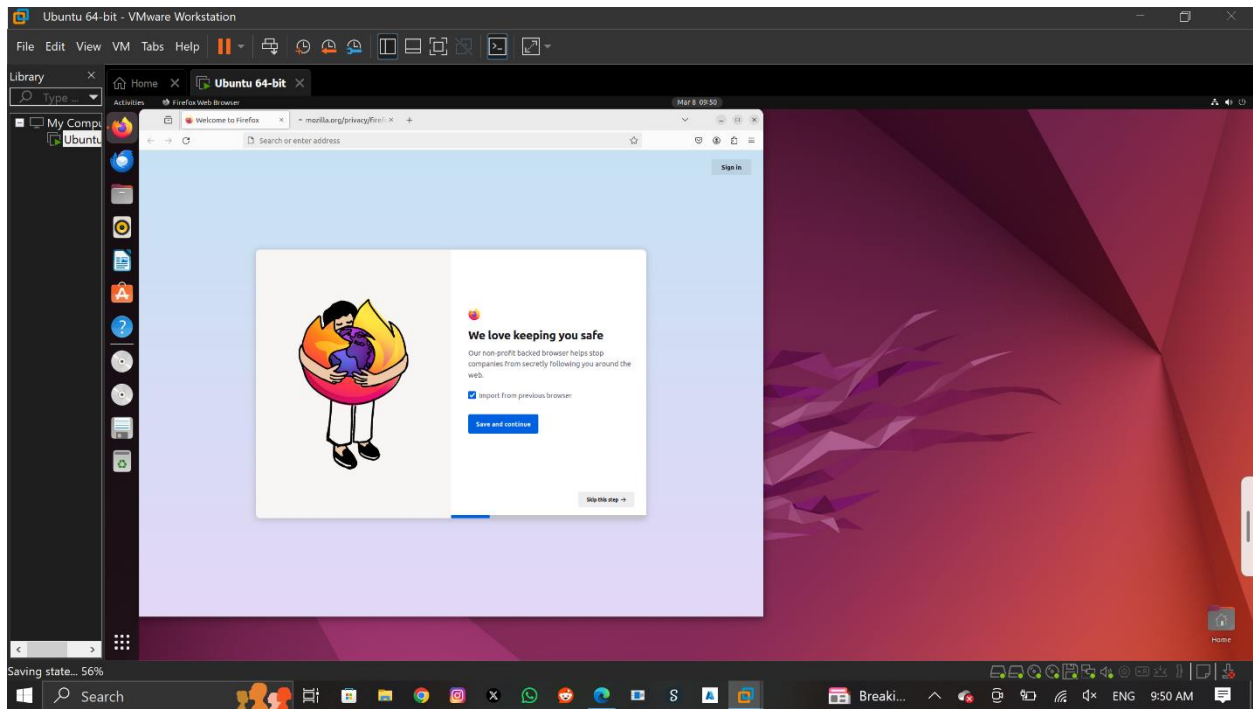 Ubuntu 64-bit - VMware Workstation
File Edit View VM Tabs Help
Library
Home
Ubuntu 64-bit
Type ...
Activities
Firefox Web Browser
Mar 8 09:50
My Compu
Ubuntu
Welcome to Firefox
mozilla.org/privacy/firefo
Search or enter address
Sign in
We love keeping you safe
Our non-profit backed browser helps stop
companies from secretly following you around the
web.
Import from previous browser
Save and continue
Skip this step
Home
Saving state... 56%
Search
Breaki...
ENG
9:50 AM